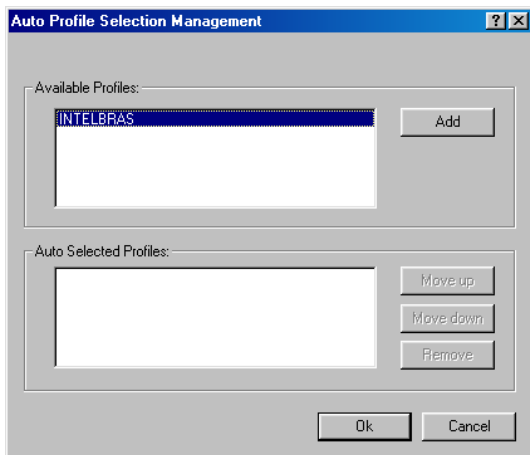 Auto Profile Selection Management
Available Profiles:
INTELBRAS
Add
Auto Selected Profiles:
Move up
Move down
Remove
Ok
Cancel